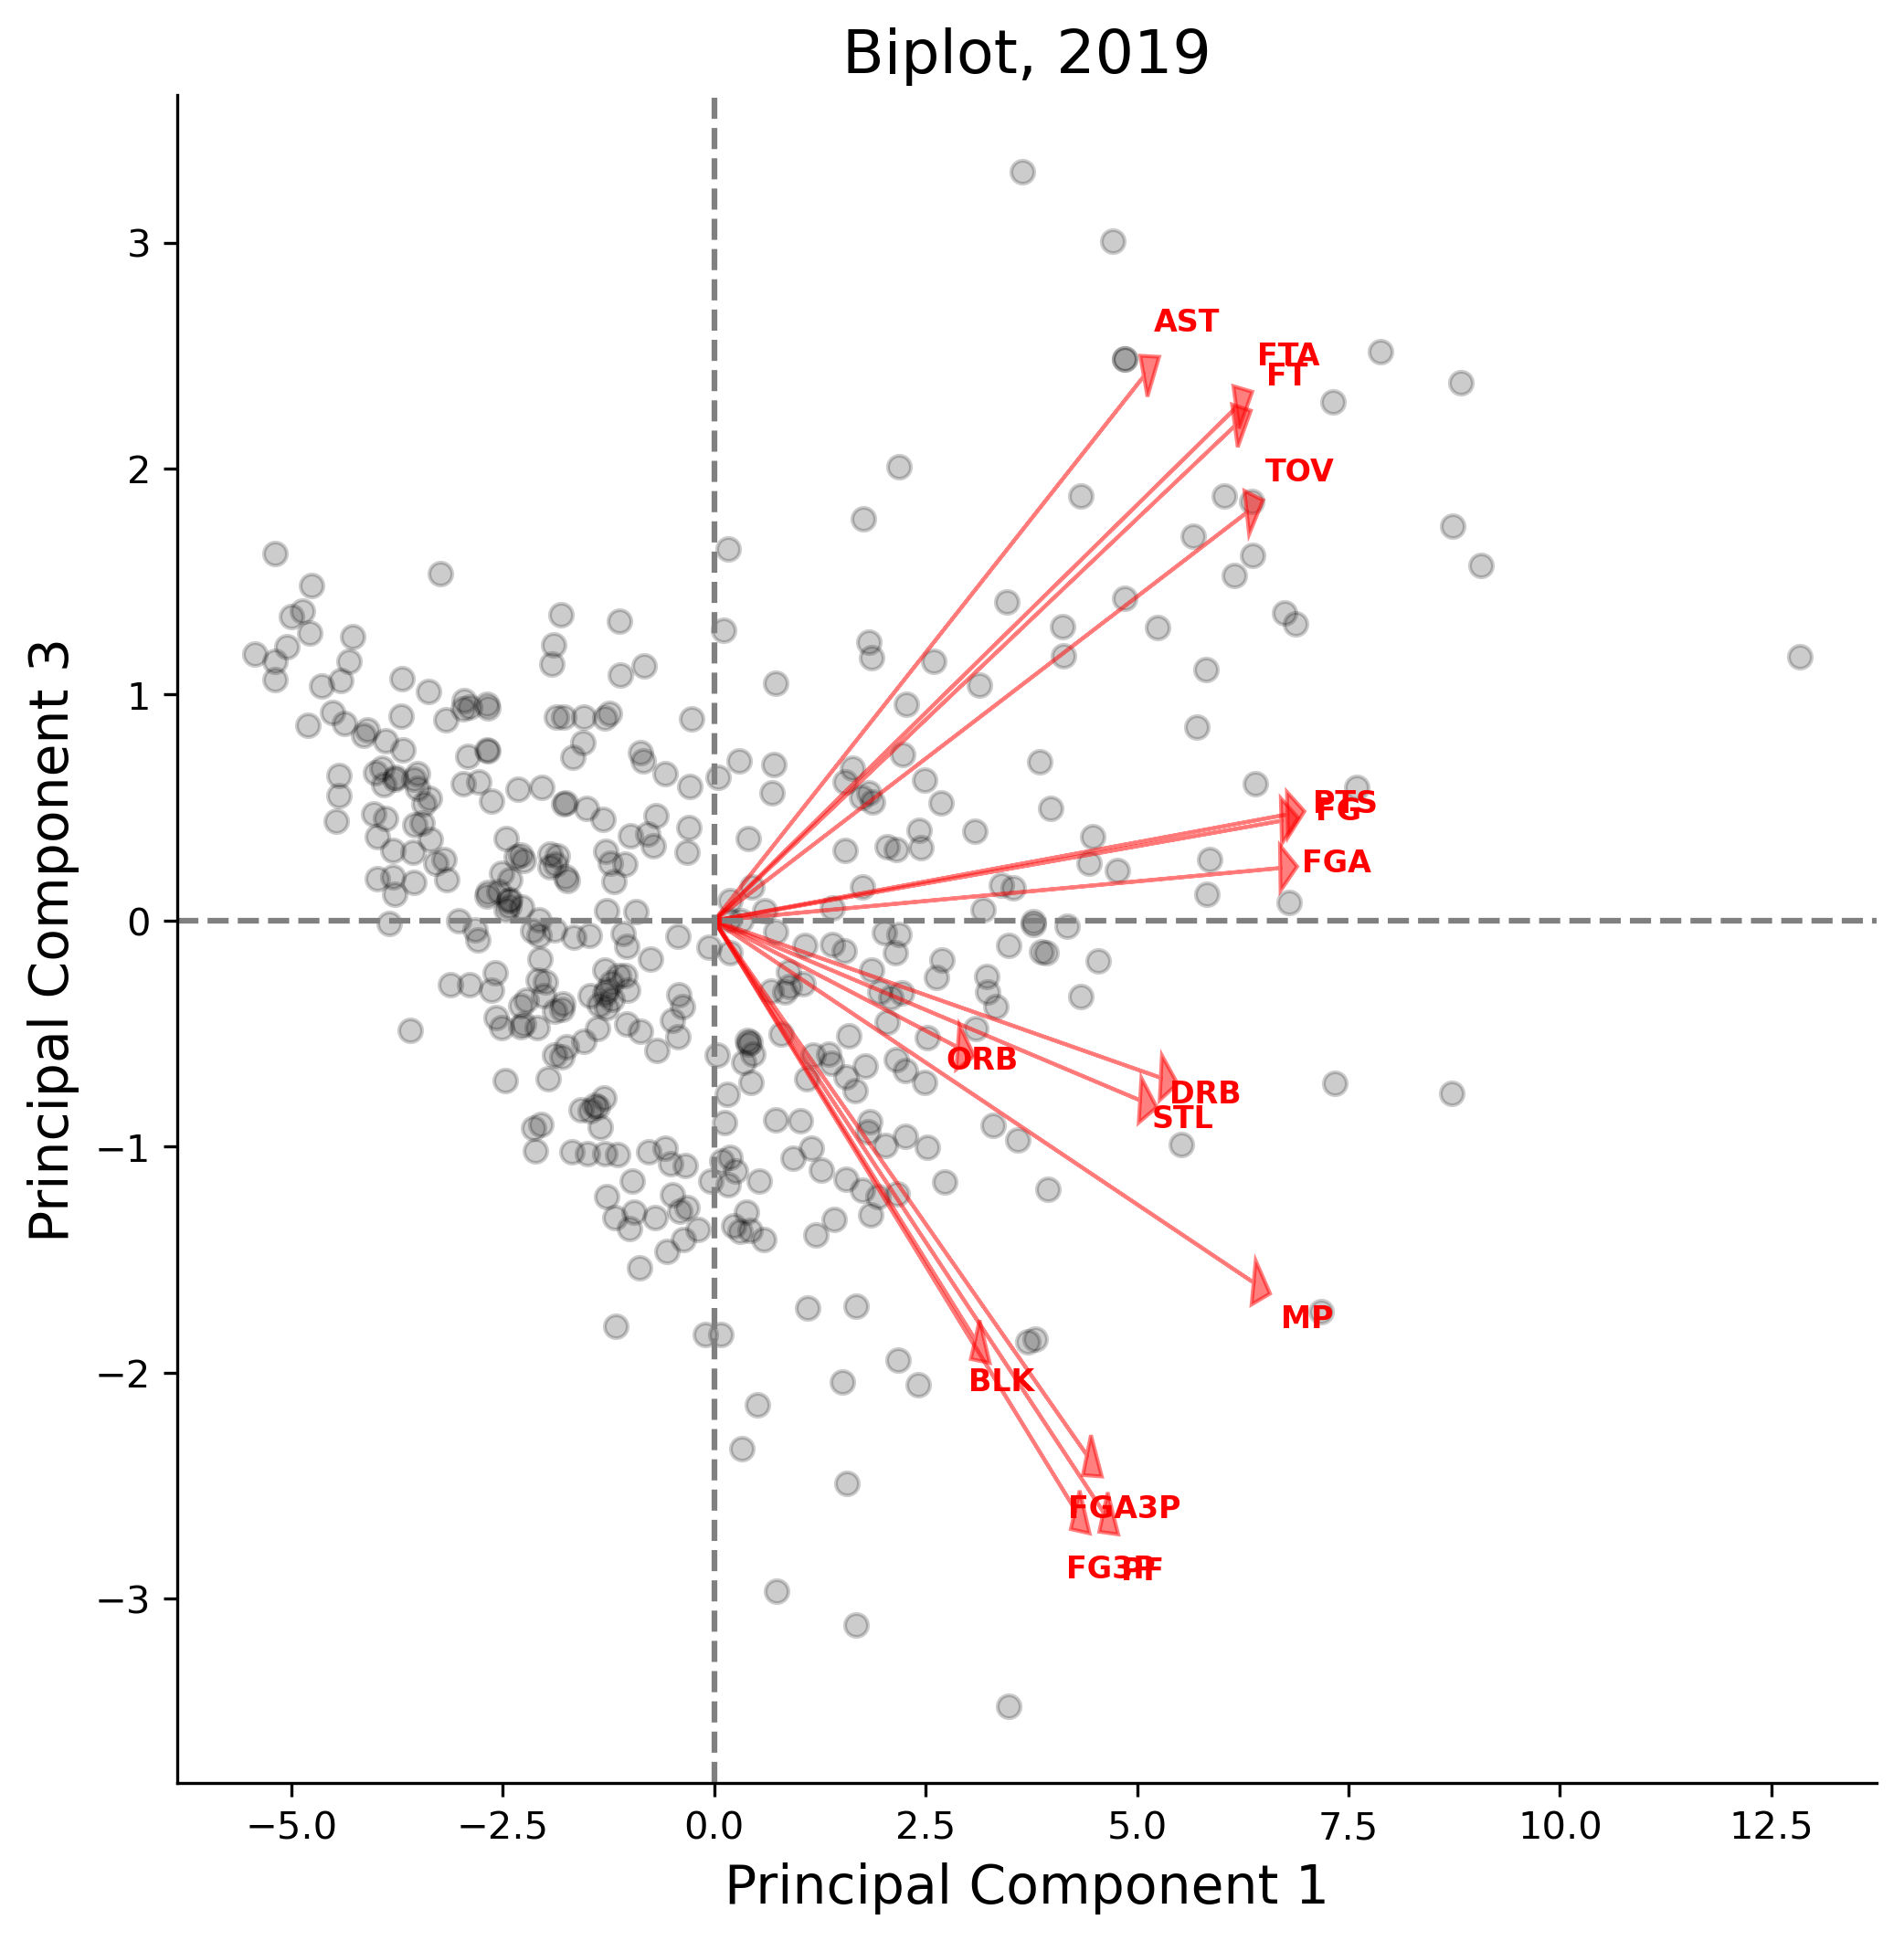 Biplot, 2019
Principal Component 3
3
2
1
0
−1
−2
−3
AST
FTA
FT
TOV
PTS
FG
FGA
ORB
DRB
STL
MP
BLK
FGA3P
FG3P
PF
−5.0
−2.5
0.0
2.5
5.0
7.5
10.0
12.5
Principal Component 1